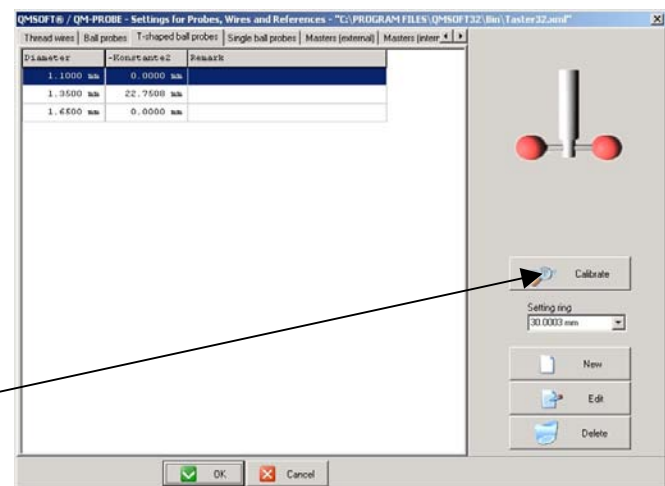 QMSOFT® / QM-PROBE - Settings for Probes, Wires and References - "C:\PROGRAM FILES\QMSOFT32\Bin\Taster32.xml"
Thread wires Ball probes T-shaped ball probes Single ball probes Masters (external) Masters (intern
Diameter -Konstante2 Remark
1.1000 mm 0.0000 mm
1.3500 mm 22.7508 mm
1.6500 mm 0.0000 mm
Calibrate
Setting ring
30.0003 mm
New
Edit
Delete
OK Cancel